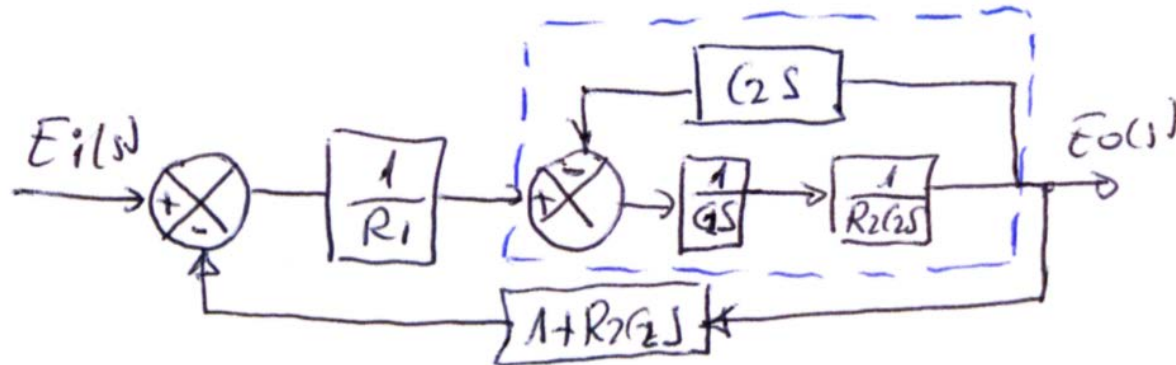 C2S
Ei(s)
+
-
1
R1
+
-
1
C1S
1
R2C2S
Eo(s)
1+R2C2S